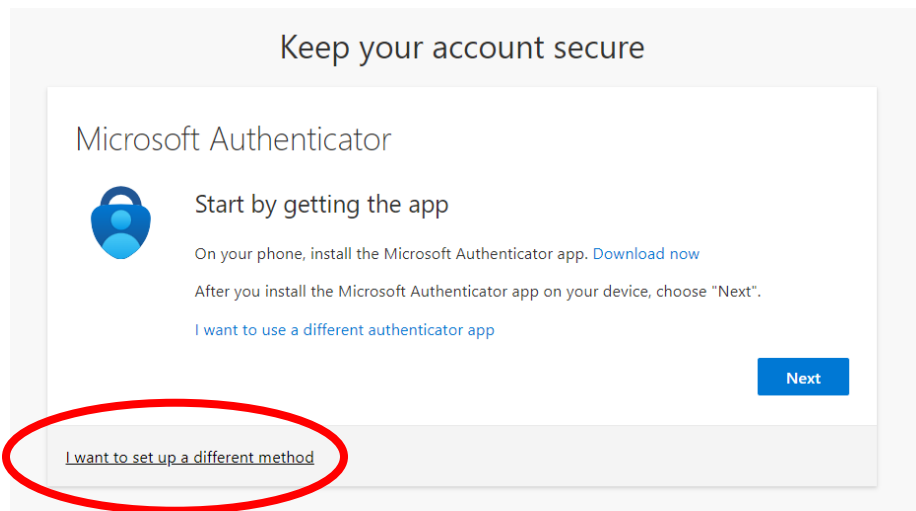 Keep your account secure
Microsoft Authenticator
Start by getting the app
On your phone, install the Microsoft Authenticator app. Download now
After you install the Microsoft Authenticator app on your device, choose "Next".
I want to use a different authenticator app
Next
I want to set up a different method